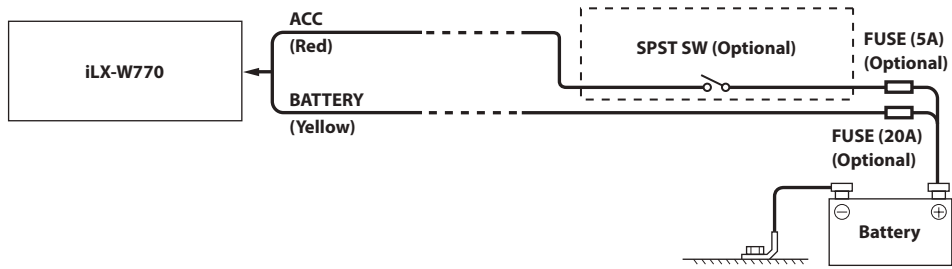 iLX-W770
ACC
(Red)
BATTERY
(Yellow)
SPST SW (Optional)
FUSE (5A)
(Optional)
FUSE (20A)
(Optional)
− +
Battery